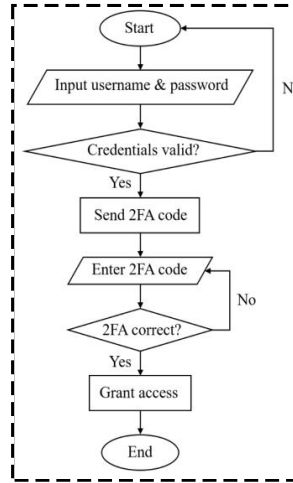 Start
Input username & password
N
Credentials valid?
Yes
Send 2FA code
Enter 2FA code
No
2FA correct?
Yes
Grant access
End